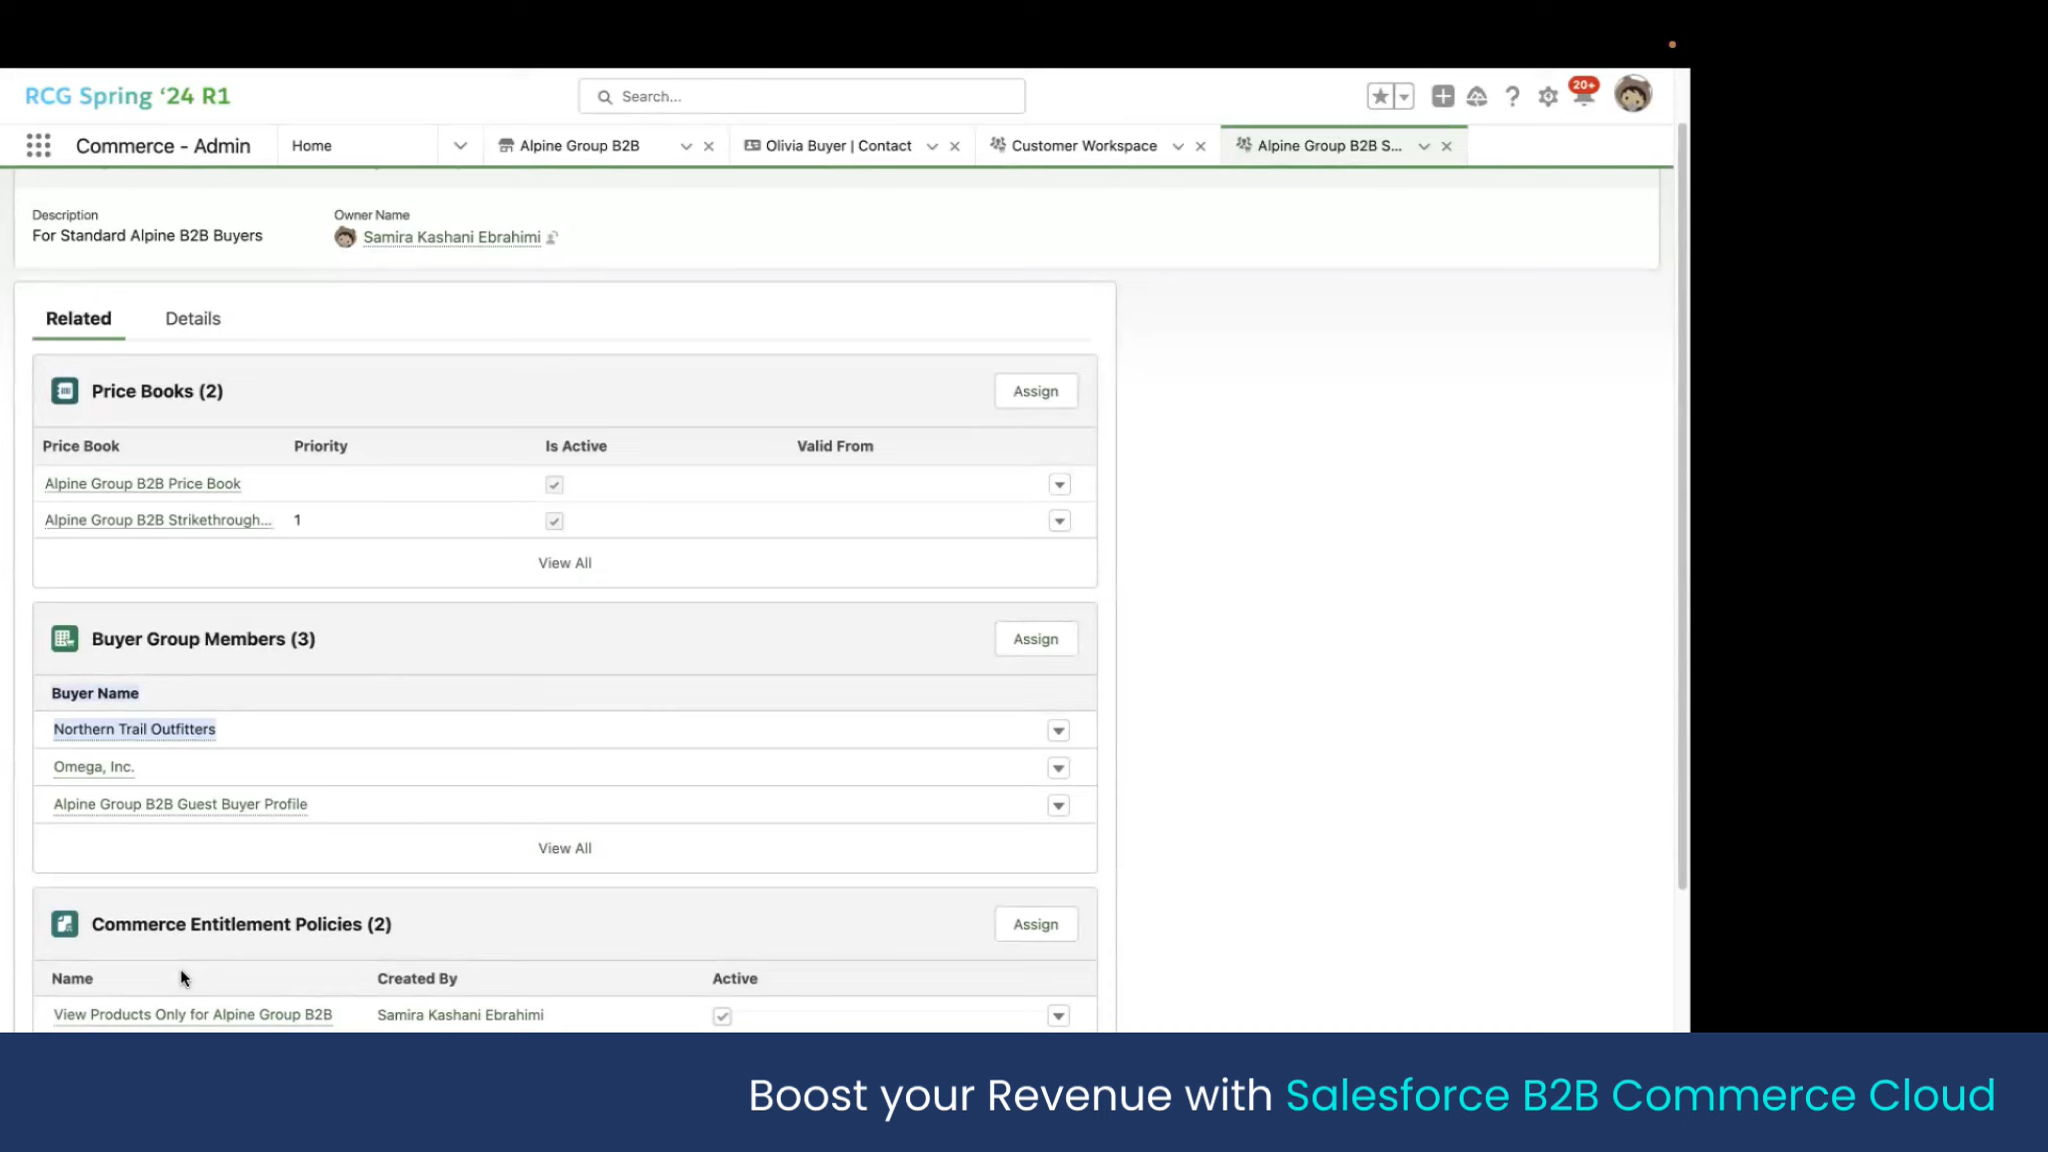 RCG Spring ‘24 R1
Search...
20+
Commerce - Admin
Home
Alpine Group B2B
Olivia Buyer | Contact
Customer Workspace
Alpine Group B2B S...
Description
Owner Name
For Standard Alpine B2B Buyers
Samira Kashani Ebrahimi
Related
Details
Price Books (2)
Assign
Price Book
Priority
Is Active
Valid From
Alpine Group B2B Price Book
Alpine Group B2B Strikethrough...
1
View All
Buyer Group Members (3)
Assign
Buyer Name
Northern Trail Outfitters
Omega, Inc.
Alpine Group B2B Guest Buyer Profile
View All
Commerce Entitlement Policies (2)
Assign
Name
Created By
Active
View Products Only for Alpine Group B2B
Samira Kashani Ebrahimi
Boost your Revenue with Salesforce B2B Commerce Cloud